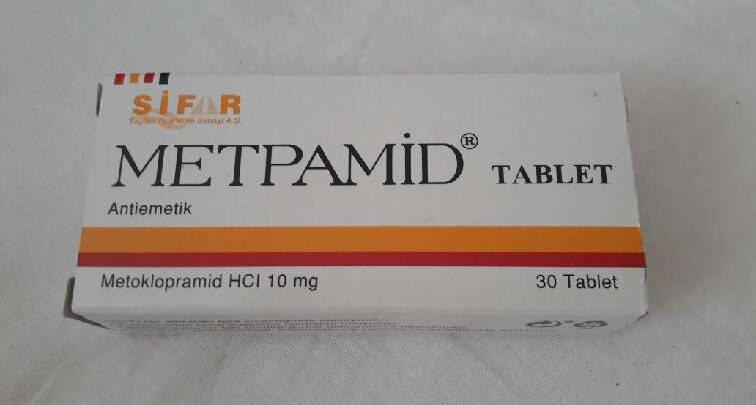 SİFAR
METPAMİD® TABLET
Antiemetik
Metoklopramid HCl 10 mg
30 Tablet